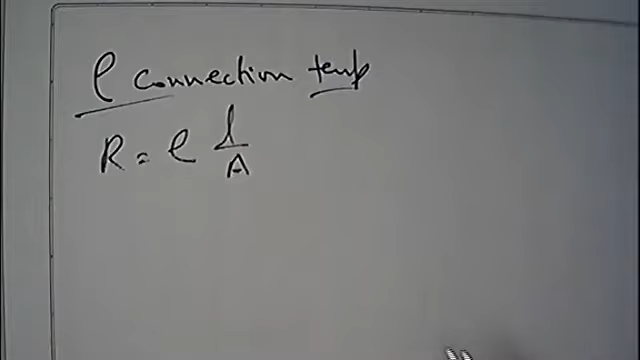 ρ connection temp
R = ρ l/A